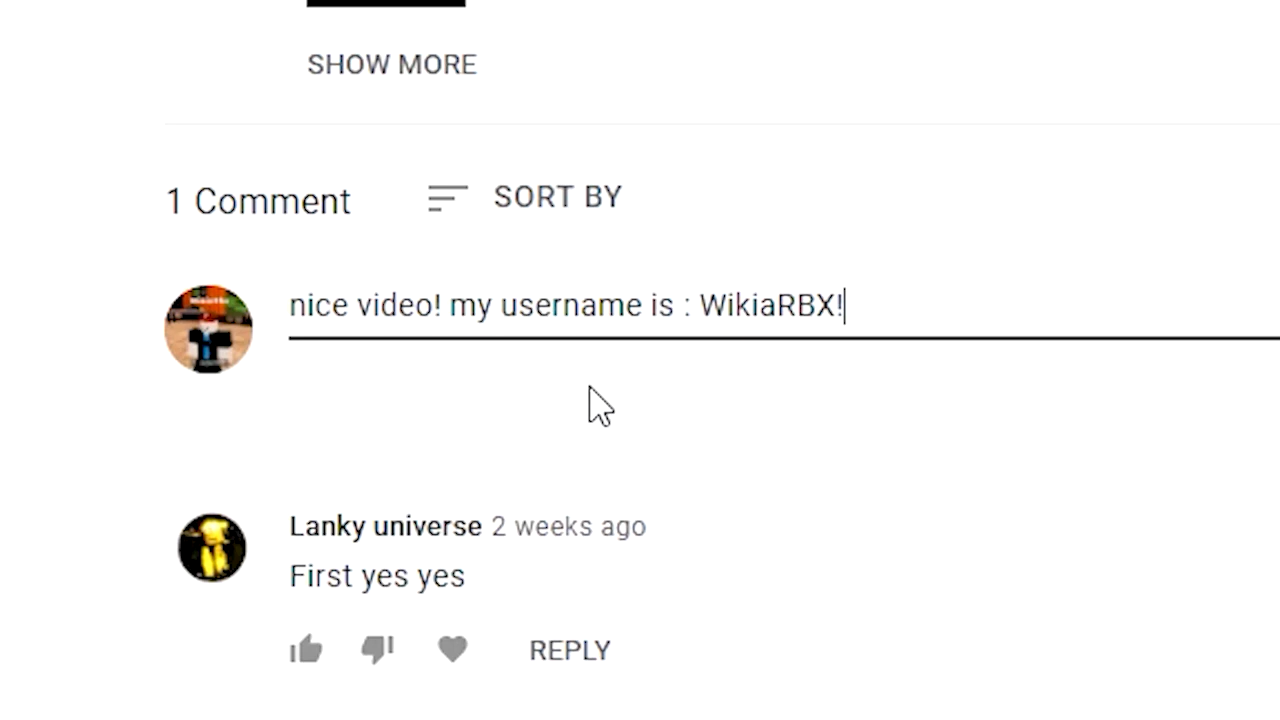 SHOW MORE
1 Comment
SORT BY
nice video! my username is : WikiaRBX!
Lanky universe 2 weeks ago
First yes yes
REPLY